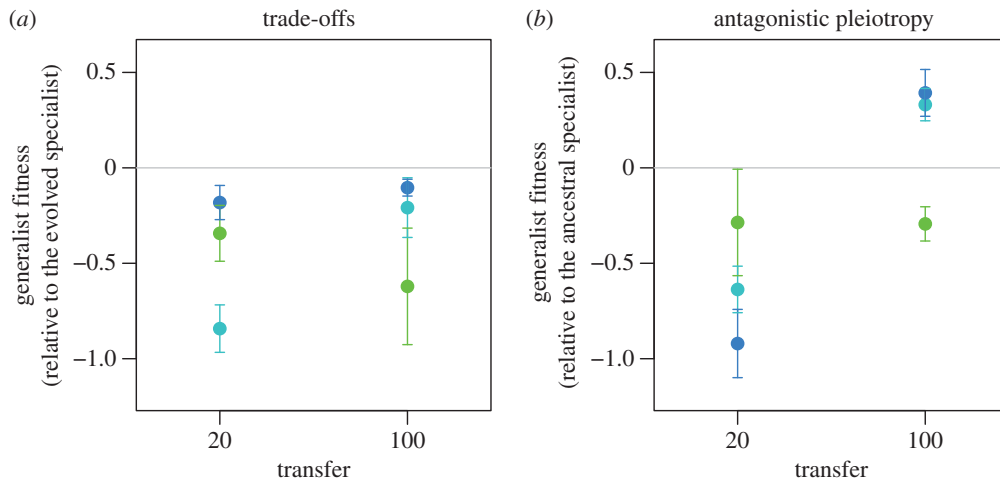 (a) trade-offs
generalist fitness
(relative to the evolved specialist)
0.5
0
−0.5
−1.0
20 100
transfer
(b) antagonistic pleiotropy
generalist fitness
(relative to the ancestral specialist)
0.5
0
−0.5
−1.0
20 100
transfer